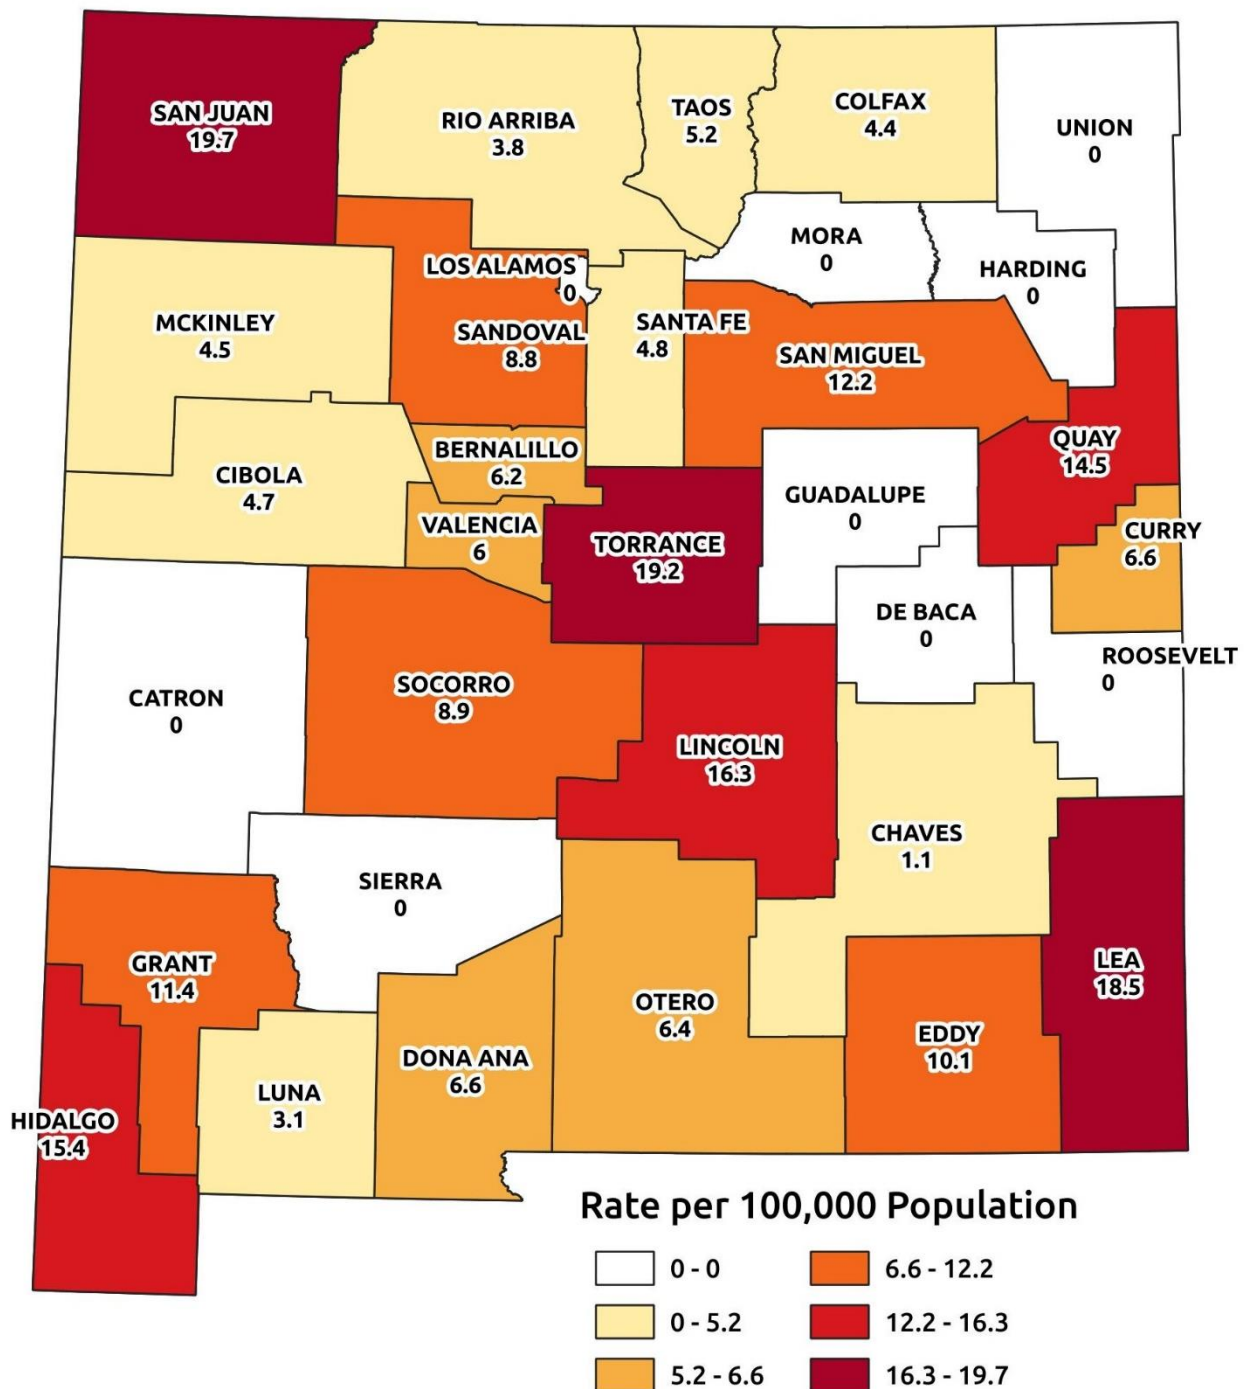 SAN JUAN
19.7
RIO ARRIBA
3.8
TAOS
5.2
COLFAX
4.4
UNION
0
MORA
0
HARDING
0
LOS ALAMOS
0
MCKINLEY
4.5
SANDOVAL
8.8
SANTA FE
4.8
SAN MIGUEL
12.2
QUAY
14.5
BERNALILLO
6.2
CIBOLA
4.7
GUADALUPE
0
VALENCIA
6
TORRANCE
19.2
CURRY
6.6
DE BACA
0
ROOSEVELT
0
CATRON
0
SOCORRO
8.9
LINCOLN
16.3
CHAVES
1.1
SIERRA
0
GRANT
11.4
LEA
18.5
OTERO
6.4
EDDY
10.1
DONA ANA
6.6
LUNA
3.1
HIDALGO
15.4
Rate per 100,000 Population
0 - 0
6.6 - 12.2
0 - 5.2
12.2 - 16.3
5.2 - 6.6
16.3 - 19.7